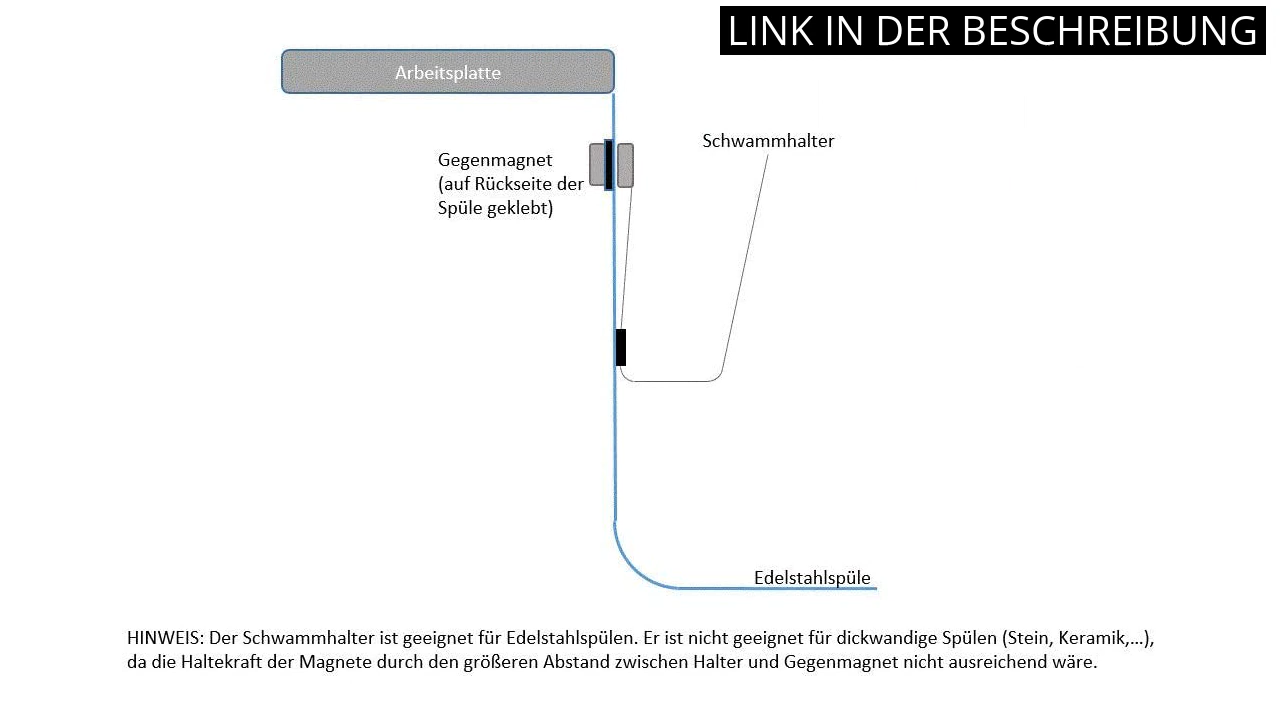 LINK IN DER BESCHREIBUNG
Arbeitsplatte
Schwammhalter
Gegenmagnet
(auf Rückseite der
Spüle geklebt)
Edelstahlspüle
HINWEIS: Der Schwammhalter ist geeignet für Edelstahlspülen. Er ist nicht geeignet für dickwandige Spülen (Stein, Keramik,...),
da die Haltekraft der Magnete durch den größeren Abstand zwischen Halter und Gegenmagnet nicht ausreichend wäre.